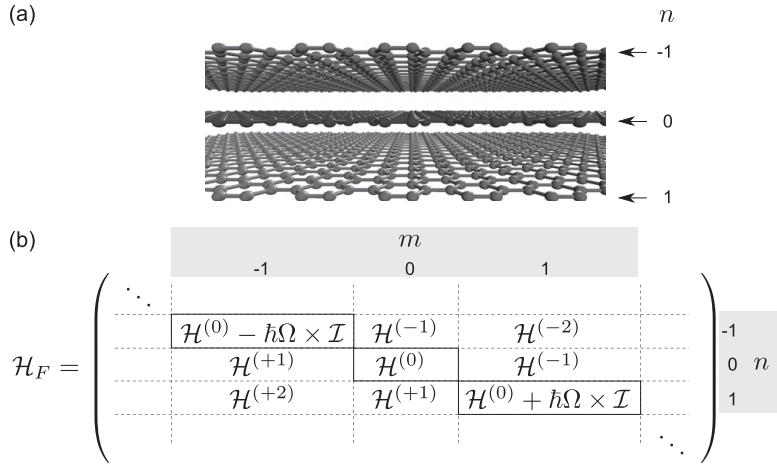 (a)
n
-1
0
1
(b)
m
-1 0 1
⋱
ℋ^{(0)} − ℏΩ × ℐ ℋ^{(−1)} ℋ^{(−2)} -1
ℋ_F = ℋ^{(+1)} ℋ^{(0)} ℋ^{(−1)} 0 n
ℋ^{(+2)} ℋ^{(+1)} ℋ^{(0)} + ℏΩ × ℐ 1
⋱